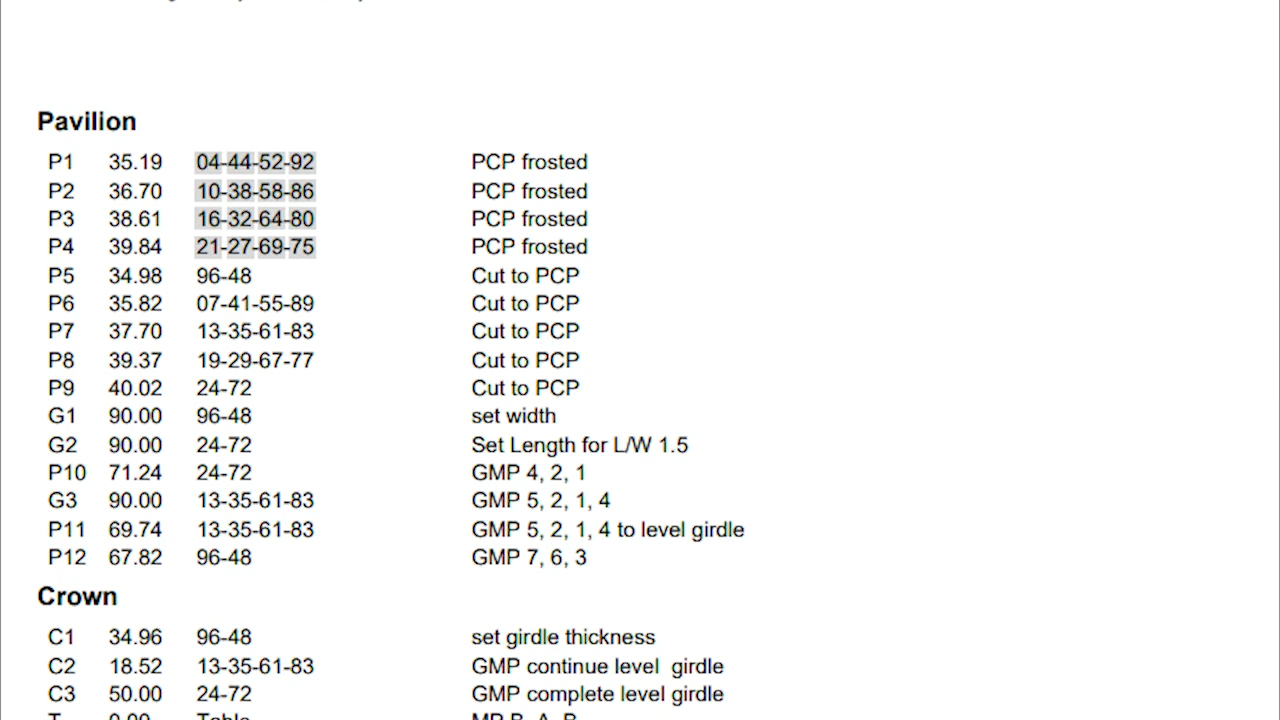 Pavilion
P1 35.19 04-44-52-92 PCP frosted
P2 36.70 10-38-58-86 PCP frosted
P3 38.61 16-32-64-80 PCP frosted
P4 39.84 21-27-69-75 PCP frosted
P5 34.98 96-48 Cut to PCP
P6 35.82 07-41-55-89 Cut to PCP
P7 37.70 13-35-61-83 Cut to PCP
P8 39.37 19-29-67-77 Cut to PCP
P9 40.02 24-72 Cut to PCP
G1 90.00 96-48 set width
G2 90.00 24-72 Set Length for L/W 1.5
P10 71.24 24-72 GMP 4, 2, 1
G3 90.00 13-35-61-83 GMP 5, 2, 1, 4
P11 69.74 13-35-61-83 GMP 5, 2, 1, 4 to level girdle
P12 67.82 96-48 GMP 7, 6, 3
Crown
C1 34.96 96-48 set girdle thickness
C2 18.52 13-35-61-83 GMP continue level girdle
C3 50.00 24-72 GMP complete level girdle
T 0.00 Table